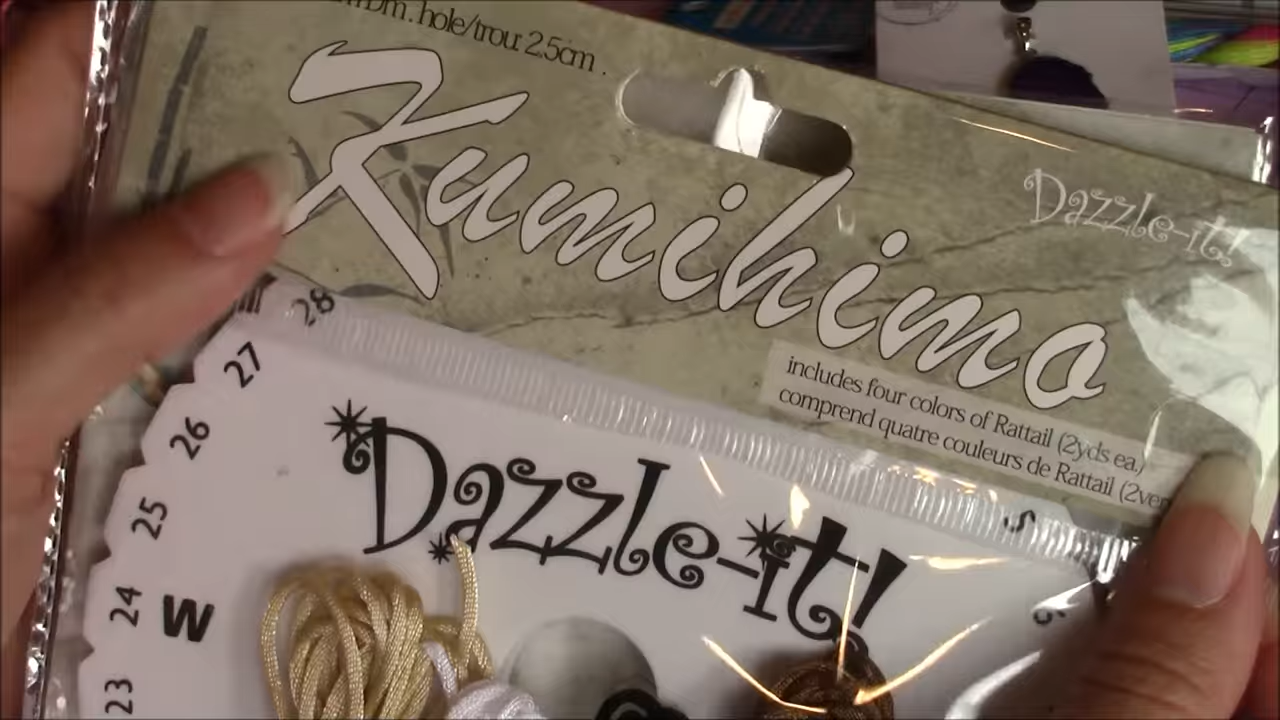 hole/trou: 2.5cm.
Kumihimo
Dazzle-it!
includes four colors of Rattail (2yds ea.)
comprend quatre couleurs de Rattail
28
27
26
25
24
W
23
Dazzle-it!
5